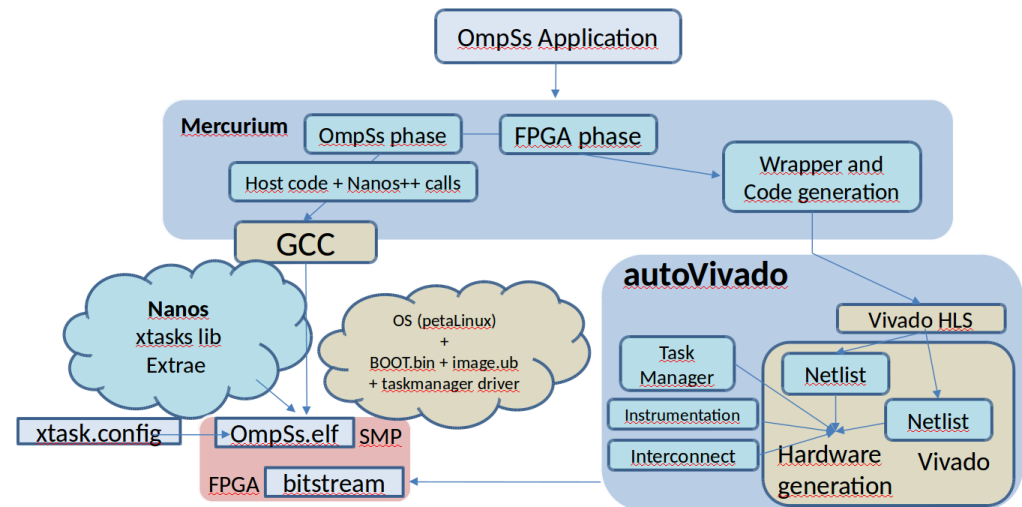 OmpSs Application
Mercurium
OmpSs phase
FPGA phase
Wrapper and
Code generation
Host code + Nanos++ calls
GCC
autoVivado
Nanos
xtasks lib
Extrae
OS (petaLinux)
+
BOOT.bin + image.ub
+ taskmanager driver
Vivado HLS
Task
Manager
Netlist
Instrumentation
Netlist
Interconnect
Hardware
generation
Vivado
xtask.config
OmpSs.elf
SMP
FPGA
bitstream